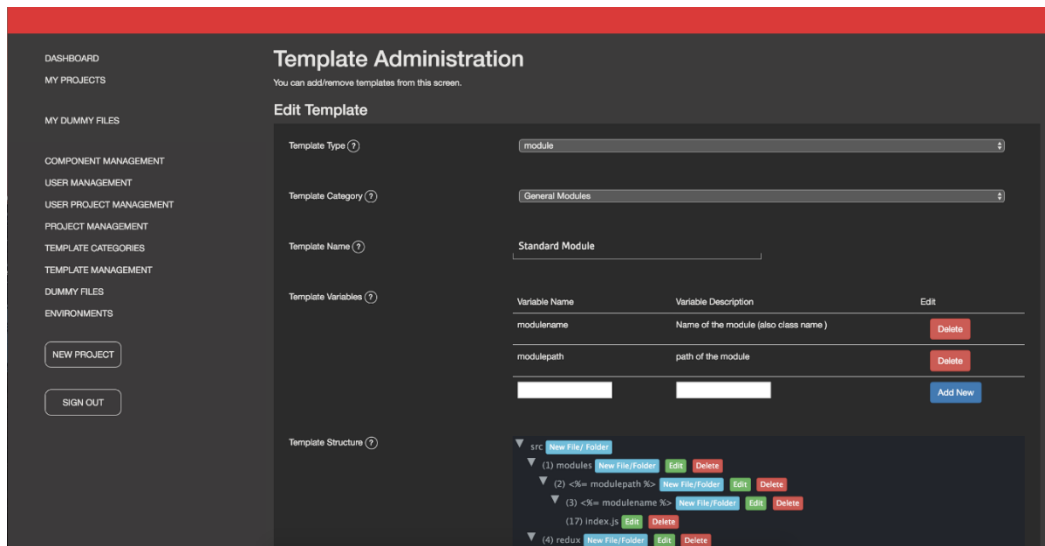 DASHBOARD
MY PROJECTS
MY DUMMY FILES
COMPONENT MANAGEMENT
USER MANAGEMENT
USER PROJECT MANAGEMENT
PROJECT MANAGEMENT
TEMPLATE CATEGORIES
TEMPLATE MANAGEMENT
DUMMY FILES
ENVIRONMENTS
NEW PROJECT
SIGN OUT
Template Administration
You can add/remove templates from this screen.
Edit Template
Template Type ? module
Template Category ? General Modules
Template Name ? Standard Module
Template Variables ?
Variable Name Variable Description Edit
modulename Name of the module (also class name ) Delete
modulepath path of the module Delete
Add New
Template Structure ?
src New File/ Folder
(1) modules New File/Folder Edit Delete
(2) <%= modulepath %> New File/Folder Edit Delete
(3) <%= modulename %> New File/Folder Edit Delete
(17) index.js Edit Delete
(4) redux New File/Folder Edit Delete